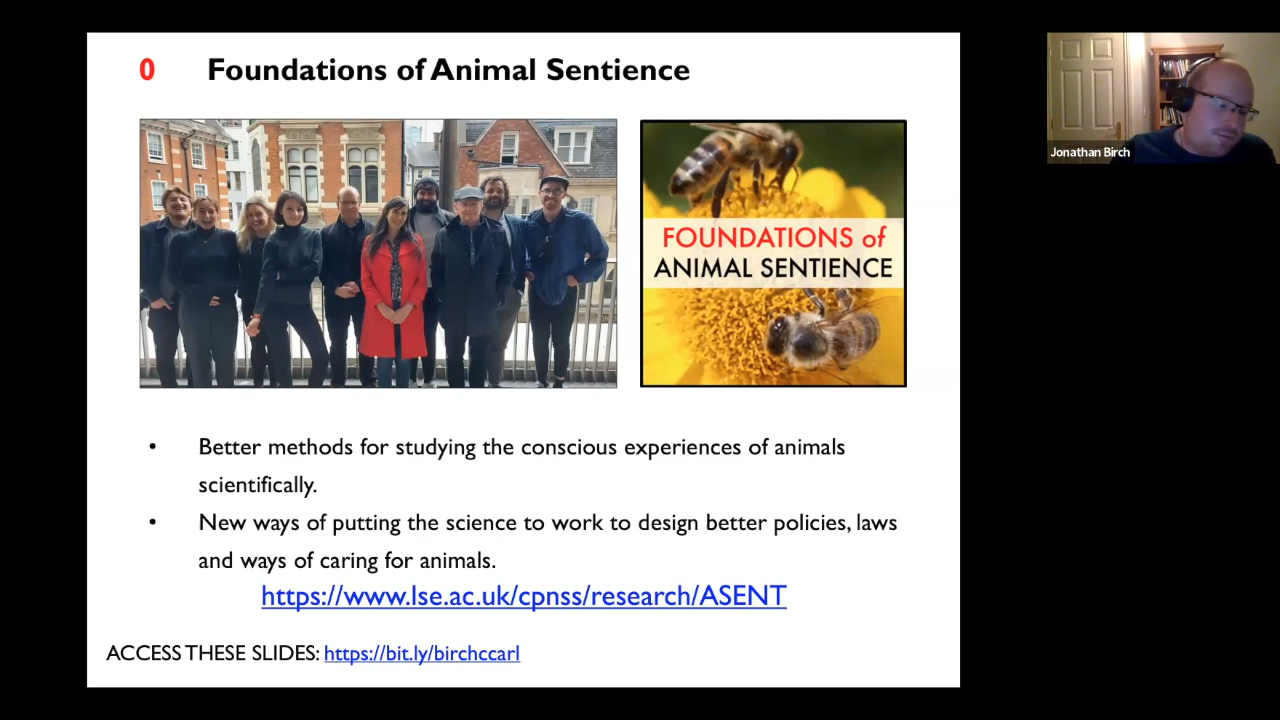 0 Foundations of Animal Sentience
FOUNDATIONS of
ANIMAL SENTIENCE
Jonathan Birch
• Better methods for studying the conscious experiences of animals
scientifically.
• New ways of putting the science to work to design better policies, laws
and ways of caring for animals.
https://www.lse.ac.uk/cpnss/research/ASENT
ACCESS THESE SLIDES: https://bit.ly/birchccarl